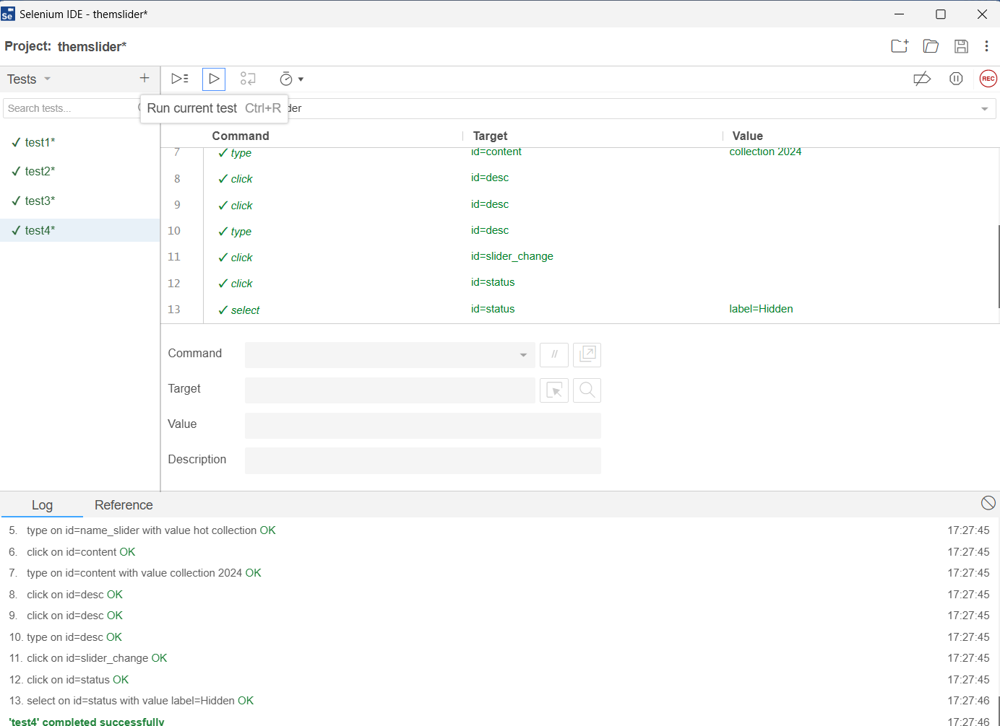 Selenium IDE - themslider*
Project: themslider*
Tests
Search tests...
Run current test Ctrl+R
der
REC
test1*
test2*
test3*
test4*
Command Target Value
7 type id=content collection 2024
8 click id=desc
9 click id=desc
10 type id=desc
11 click id=slider_change
12 click id=status
13 select id=status label=Hidden
Command
//
Target
Value
Description
Log Reference
5. type on id=name_slider with value hot collection OK 17:27:45
6. click on id=content OK 17:27:45
7. type on id=content with value collection 2024 OK 17:27:45
8. click on id=desc OK 17:27:45
9. click on id=desc OK 17:27:45
10. type on id=desc OK 17:27:45
11. click on id=slider_change OK 17:27:45
12. click on id=status OK 17:27:45
13. select on id=status with value label=Hidden OK 17:27:46
'test4' completed successfully 17:27:46